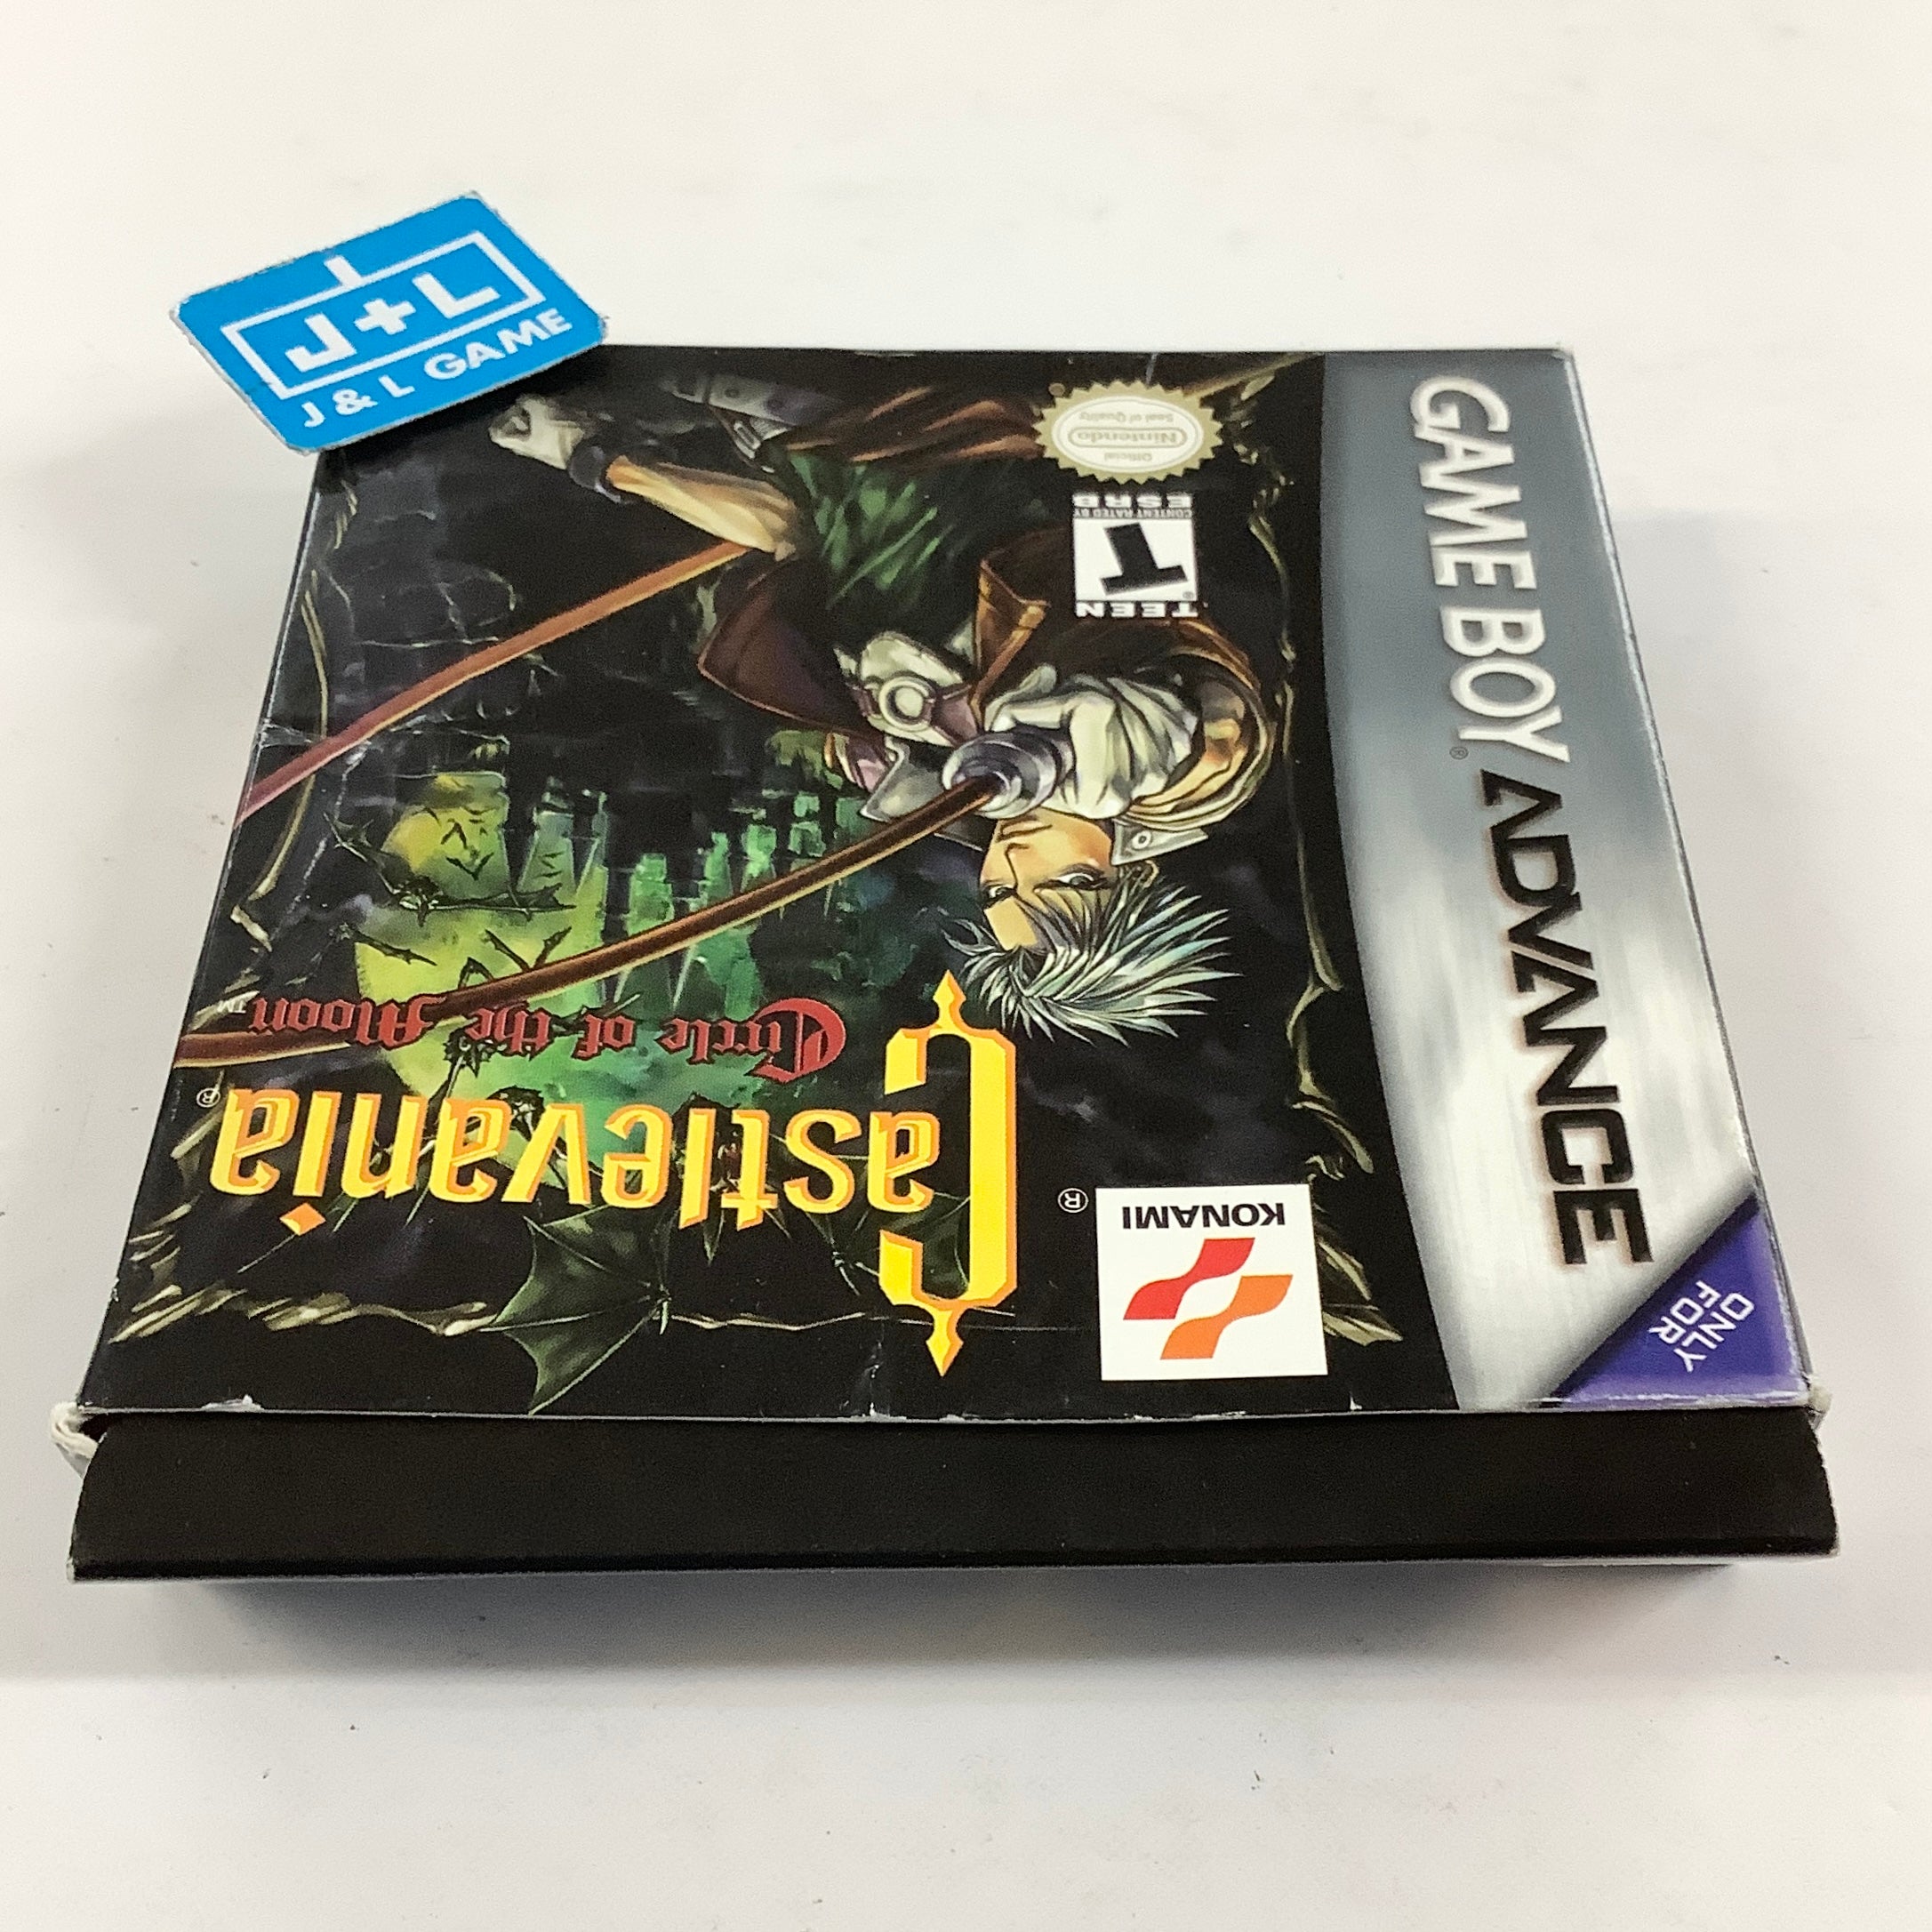 J+L
J & L GAME
ONLY
FOR
GAME BOY ADVANCE
®
KONAMI
®
Castlevania®
Circle of the Moon™
TEEN
T
®
CONTENT RATED BY
ESRB
Official
Nintendo
Seal of Quality
®